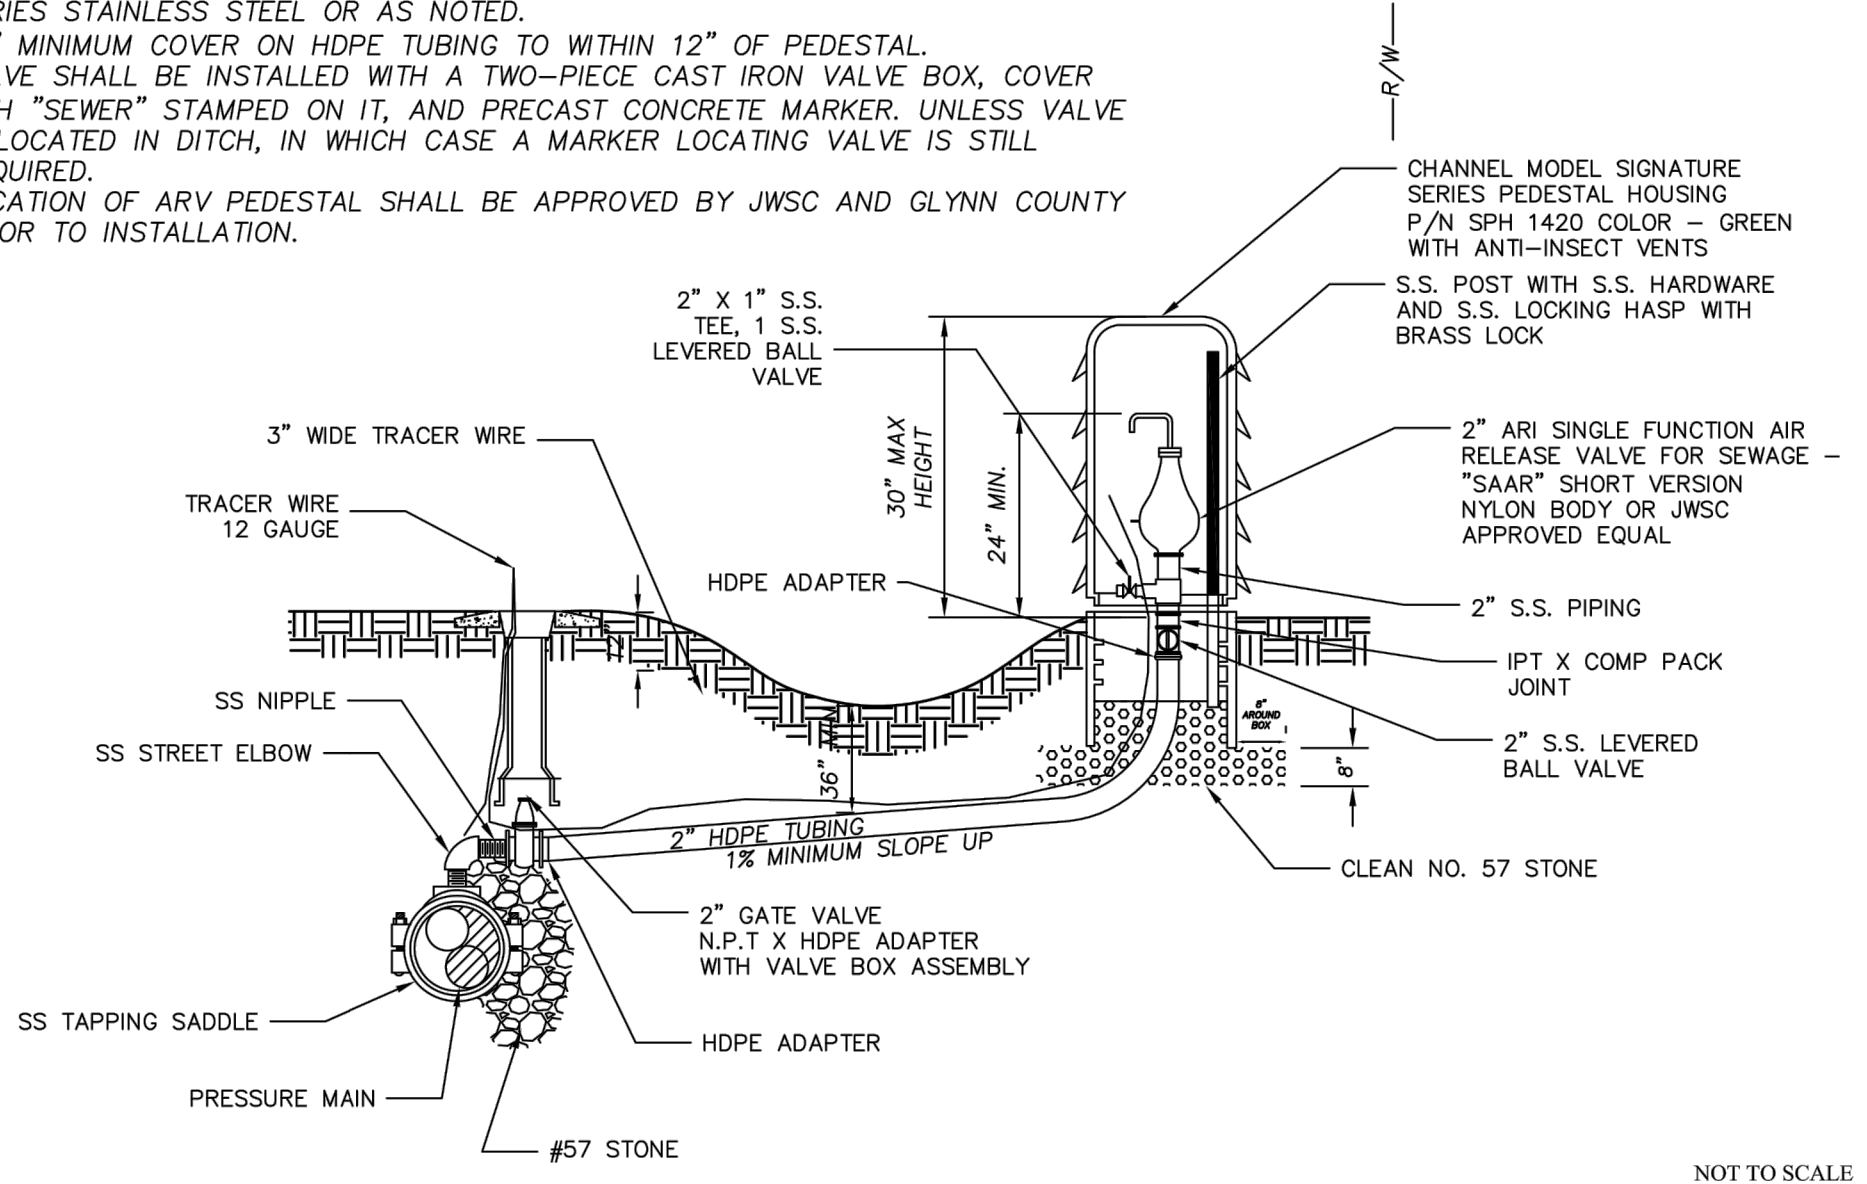 RIES STAINLESS STEEL OR AS NOTED.
” MINIMUM COVER ON HDPE TUBING TO WITHIN 12” OF PEDESTAL.
LVE SHALL BE INSTALLED WITH A TWO–PIECE CAST IRON VALVE BOX, COVER
H ”SEWER” STAMPED ON IT, AND PRECAST CONCRETE MARKER. UNLESS VALVE
LOCATED IN DITCH, IN WHICH CASE A MARKER LOCATING VALVE IS STILL
QUIRED.
CATION OF ARV PEDESTAL SHALL BE APPROVED BY JWSC AND GLYNN COUNTY
OR TO INSTALLATION.
R/W
CHANNEL MODEL SIGNATURE
SERIES PEDESTAL HOUSING
P/N SPH 1420 COLOR – GREEN
WITH ANTI–INSECT VENTS
S.S. POST WITH S.S. HARDWARE
AND S.S. LOCKING HASP WITH
BRASS LOCK
2” X 1” S.S.
TEE, 1 S.S.
LEVERED BALL
VALVE
30” MAX
HEIGHT
24” MIN.
2” ARI SINGLE FUNCTION AIR
RELEASE VALVE FOR SEWAGE –
”SAAR” SHORT VERSION
NYLON BODY OR JWSC
APPROVED EQUAL
3” WIDE TRACER WIRE
TRACER WIRE
12 GAUGE
HDPE ADAPTER
2” S.S. PIPING
12”
IPT X COMP PACK
JOINT
SS NIPPLE
8”
AROUND
BOX
SS STREET ELBOW
36” MIN
8”
2” S.S. LEVERED
BALL VALVE
2” HDPE TUBING
1% MINIMUM SLOPE UP
CLEAN NO. 57 STONE
2” GATE VALVE
N.P.T X HDPE ADAPTER
WITH VALVE BOX ASSEMBLY
SS TAPPING SADDLE
HDPE ADAPTER
PRESSURE MAIN
#57 STONE
NOT TO SCALE